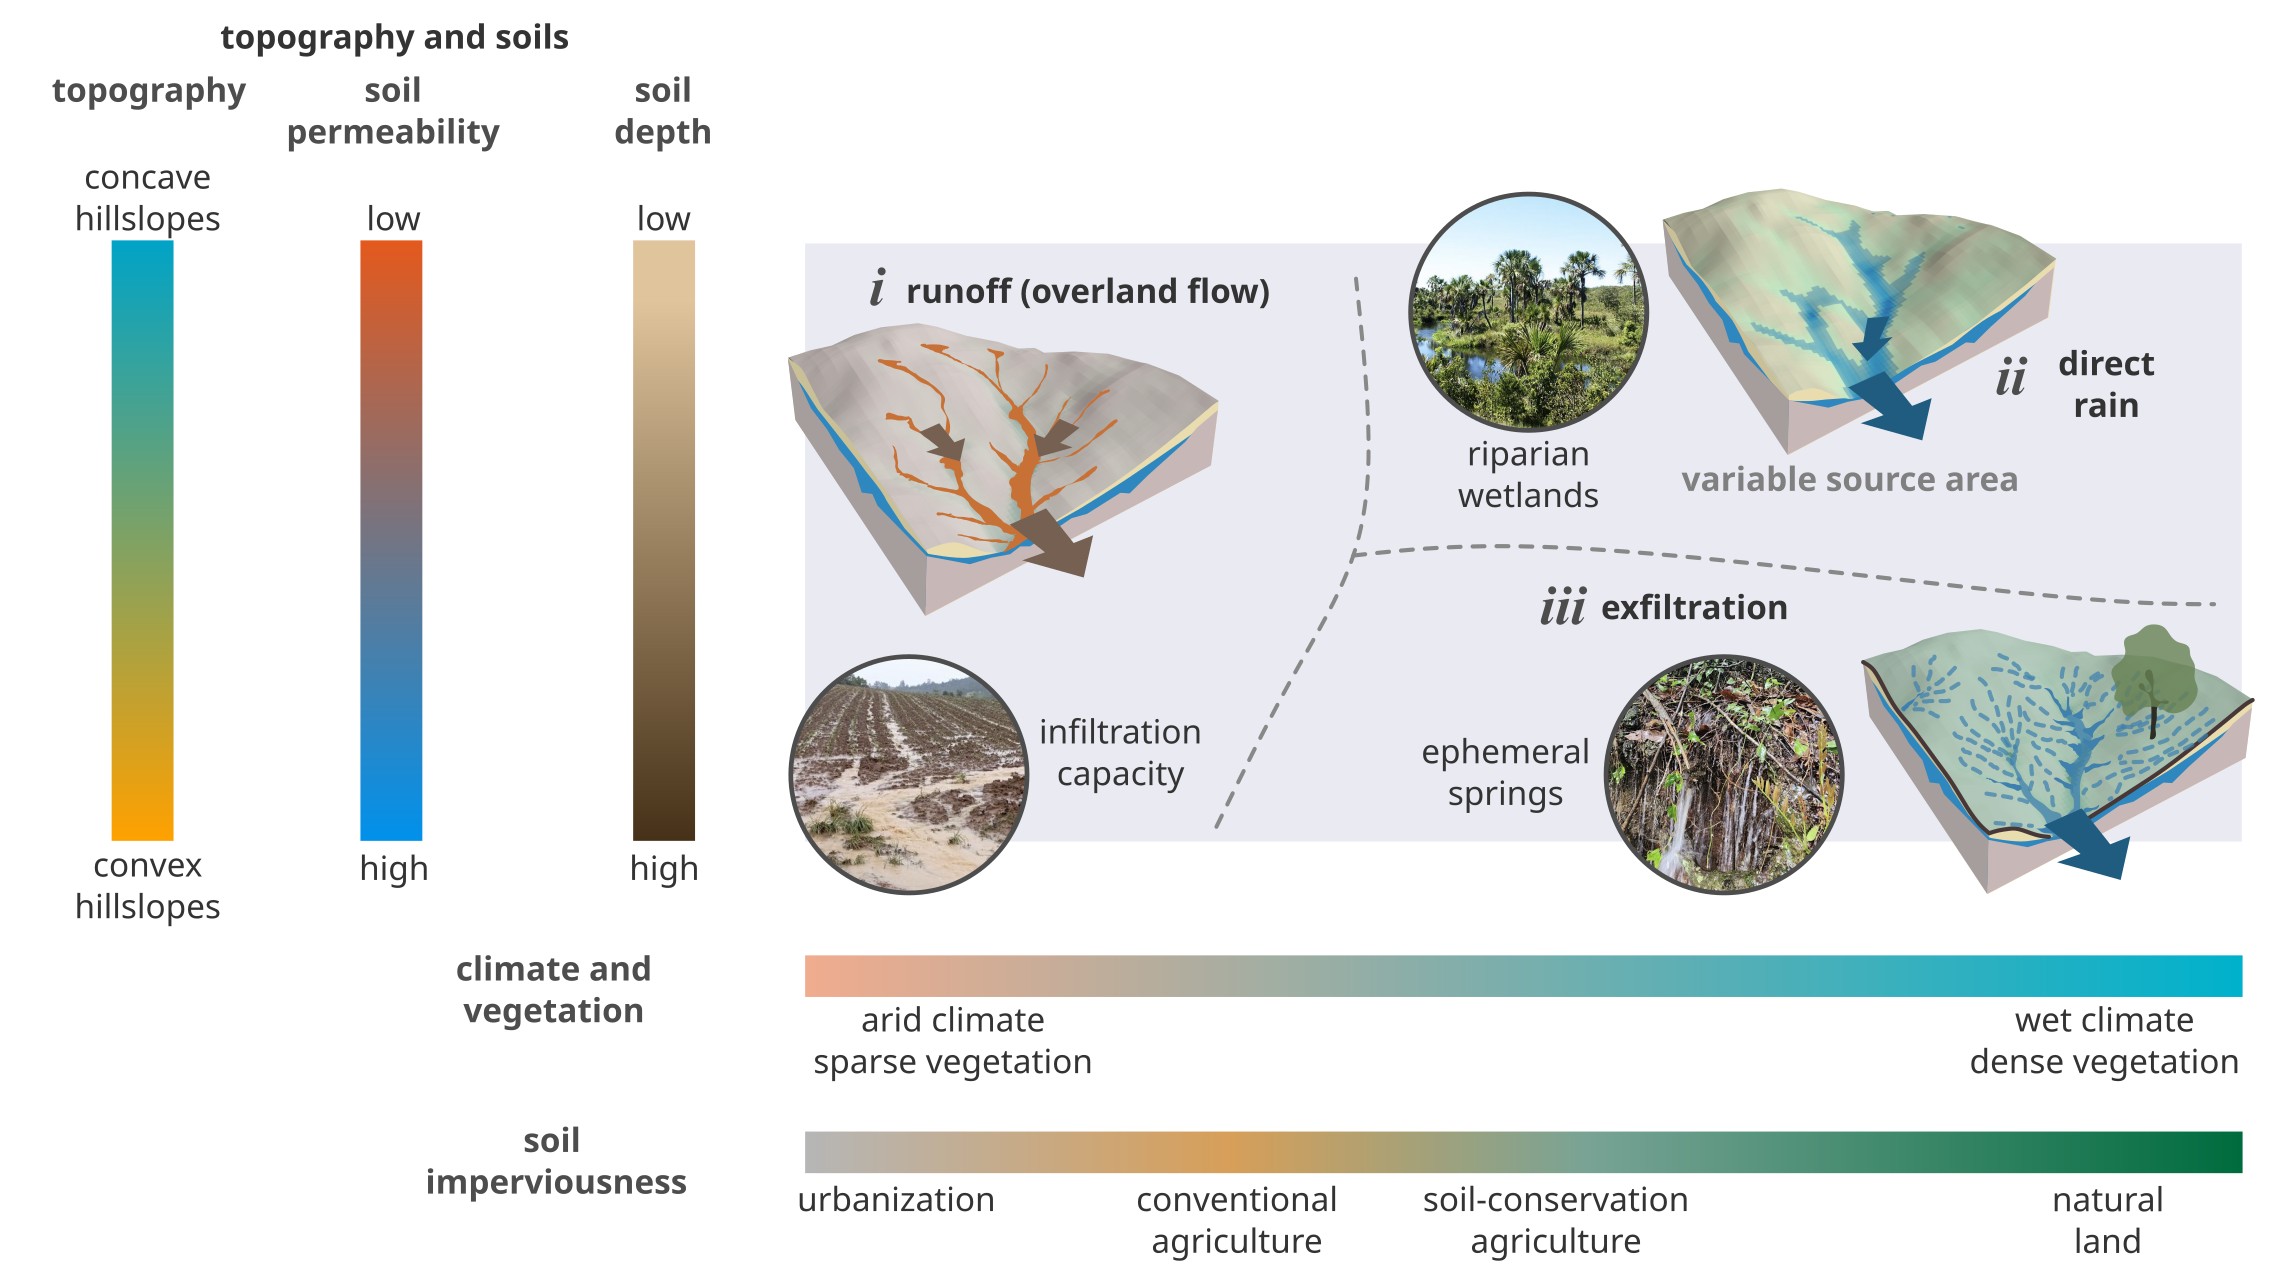 topography and soils
topography
soil
permeability
soil
depth
concave
hillslopes
low
low
convex
hillslopes
high
high
i runoff (overland flow)
infiltration
capacity
riparian
wetlands
ii direct
rain
variable source area
iii exfiltration
ephemeral
springs
climate and
vegetation
arid climate
sparse vegetation
wet climate
dense vegetation
soil
imperviousness
urbanization
conventional
agriculture
soil-conservation
agriculture
natural
land